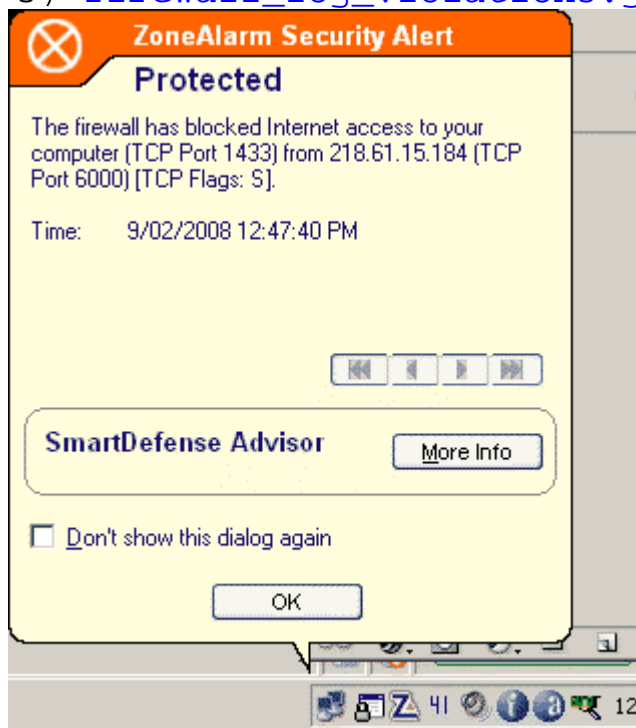 ZoneAlarm Security Alert
Protected
The firewall has blocked Internet access to your
computer (TCP Port 1433) from 218.61.15.184 (TCP
Port 6000) [TCP Flags: S].
Time: 9/02/2008 12:47:40 PM
SmartDefense Advisor
More Info
Don't show this dialog again
OK
41
12